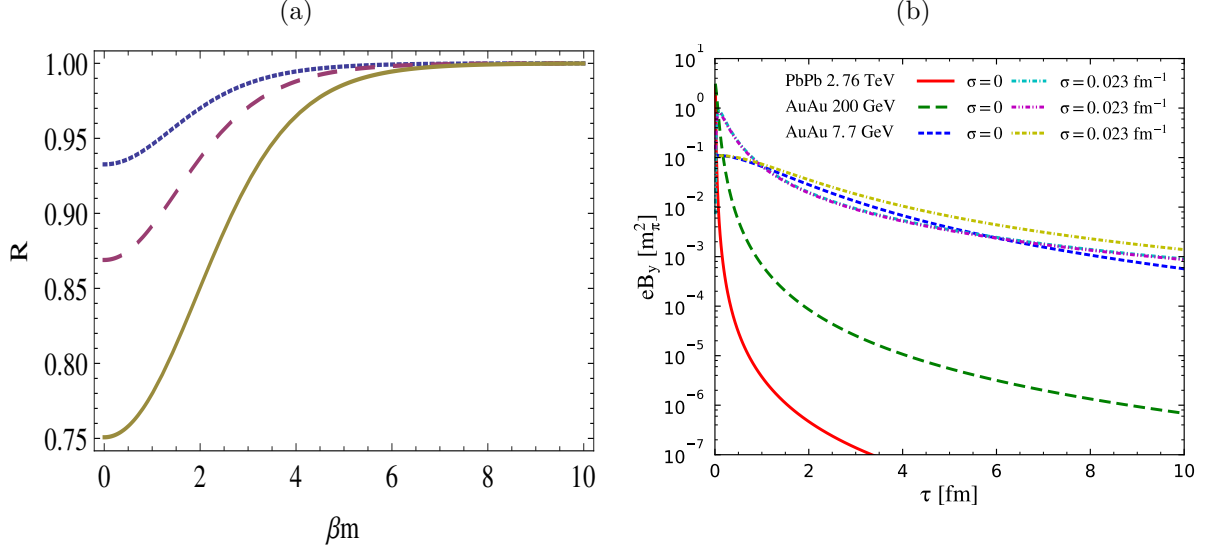 (a)
1.00
0.95
0.90
0.85
0.80
0.75
R
0 2 4 6 8 10
βm
(b)
10^1
10^0
10^-1
10^-2
10^-3
10^-4
10^-5
10^-6
10^-7
eB_y [m_π^2]
PbPb 2.76 TeV σ=0 σ=0.023 fm^-1
AuAu 200 GeV σ=0 σ=0.023 fm^-1
AuAu 7.7 GeV σ=0 σ=0.023 fm^-1
0 2 4 6 8 10
τ [fm]